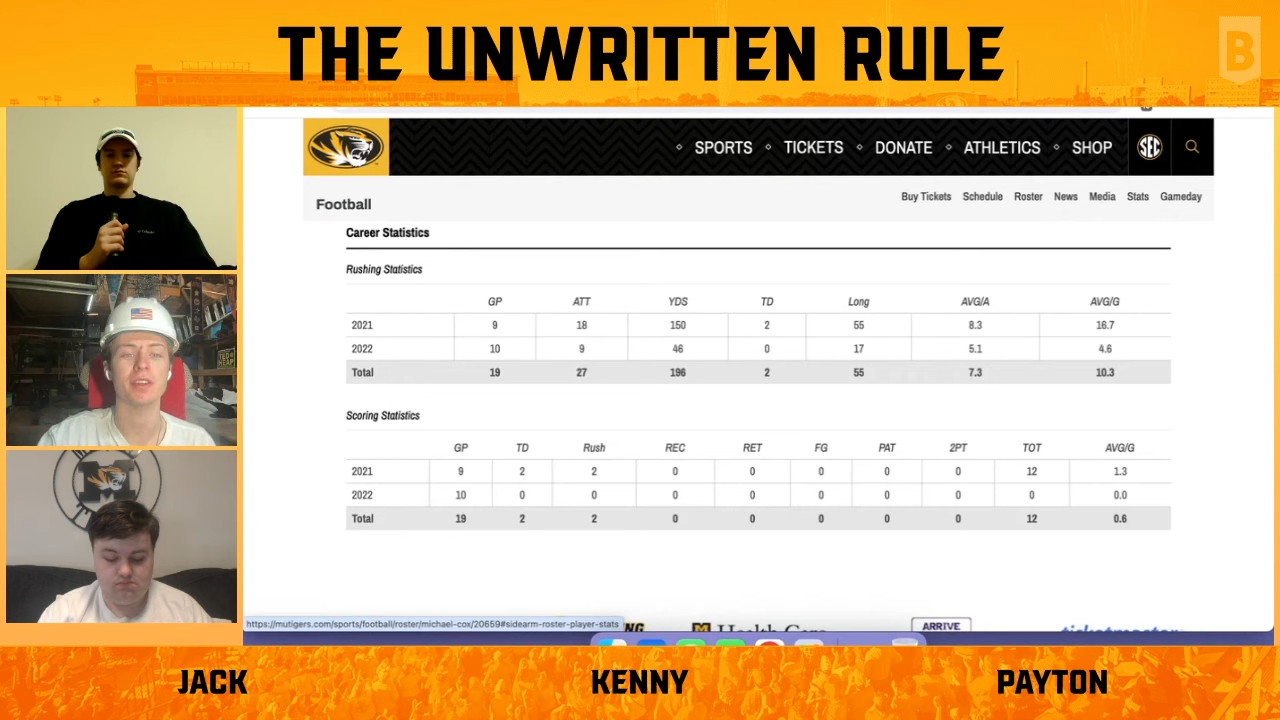 THE UNWRITTEN RULE
B
SPORTS TICKETS DONATE ATHLETICS SHOP SEC
Football
Buy Tickets Schedule Roster News Media Stats Gameday
Career Statistics
Rushing Statistics
GP ATT YDS TD Long AVG/A AVG/G
2021 9 18 150 2 55 8.3 16.7
2022 10 9 46 0 17 5.1 4.6
Total 19 27 196 2 55 7.3 10.3
Scoring Statistics
GP TD Rush REC RET FG PAT 2PT TOT AVG/G
2021 9 2 2 0 0 0 0 0 12 1.3
2022 10 0 0 0 0 0 0 0 0 0.0
Total 19 2 2 0 0 0 0 0 12 0.6
https://mutigers.com/sports/football/roster/michael-cox/20659#sidearm-roster-player-stats
Health Care
ARRIVE
ticketmaster
JACK KENNY PAYTON